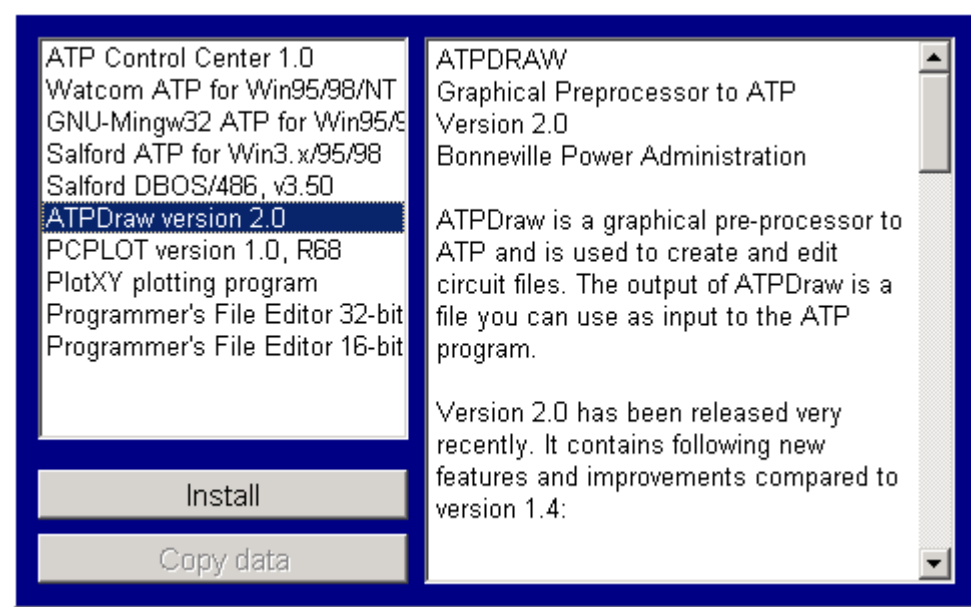 ATP Control Center 1.0
Watcom ATP for Win95/98/NT
GNU-Mingw32 ATP for Win95/9
Salford ATP for Win3.x/95/98
Salford DBOS/486, v3.50
ATPDraw version 2.0
PCPLOT version 1.0, R68
PlotXY plotting program
Programmer's File Editor 32-bit
Programmer's File Editor 16-bit
Install
Copy data
ATPDRAW
Graphical Preprocessor to ATP
Version 2.0
Bonneville Power Administration
ATPDraw is a graphical pre-processor to
ATP and is used to create and edit
circuit files. The output of ATPDraw is a
file you can use as input to the ATP
program.
Version 2.0 has been released very
recently. It contains following new
features and improvements compared to
version 1.4: